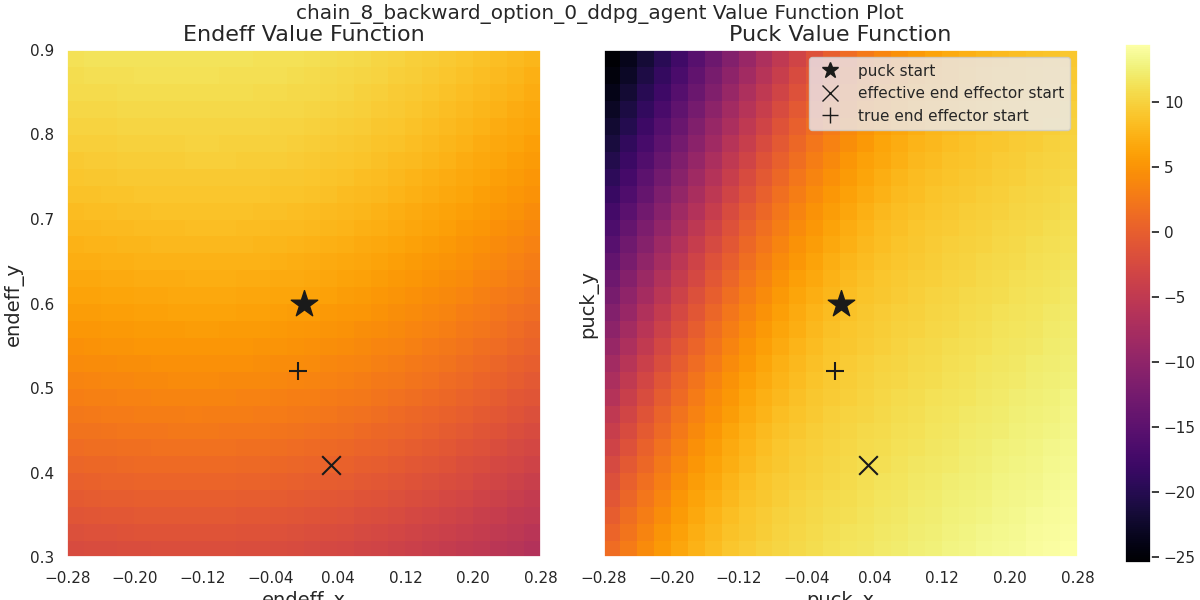 chain_8_backward_option_0_ddpg_agent Value Function Plot
Endeff Value Function
Puck Value Function
puck start
effective end effector start
true end effector start
endeff_y
0.9
0.8
0.7
0.6
0.5
0.4
0.3
−0.28 −0.20 −0.12 −0.04 0.04 0.12 0.20 0.28
endeff_x
puck_y
−0.28 −0.20 −0.12 −0.04 0.04 0.12 0.20 0.28
puck_x
10
5
0
−5
−10
−15
−20
−25